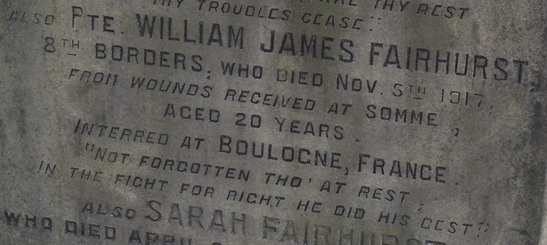 THY REST
THY TROUBLES CEASE."
ALSO PTE. WILLIAM JAMES FAIRHURST,
8TH BORDERS, WHO DIED NOV. 5TH 1917,
FROM WOUNDS RECEIVED AT SOMME,
AGED 20 YEARS.
INTERRED AT BOULOGNE, FRANCE.
"NOT FORGOTTEN THO' AT REST,
IN THE FIGHT FOR RIGHT HE DID HIS BEST."
ALSO SARAH FAIRHURST
WHO DIED APRIL